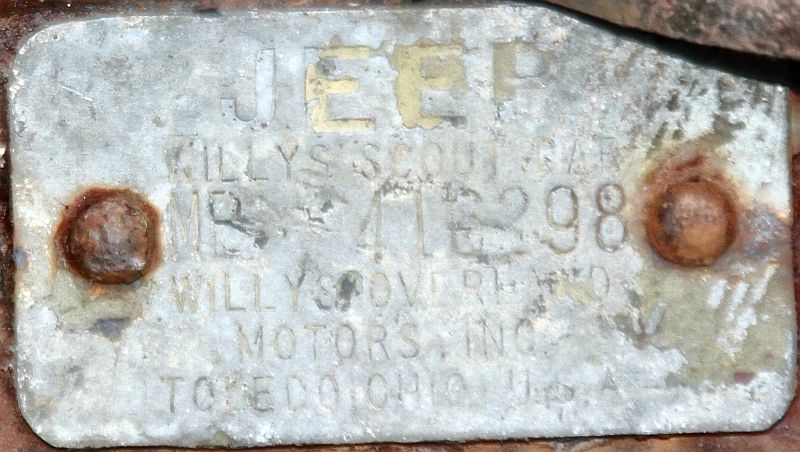 JEEP
WILLYS SCOUT CAR
MB 416298
WILLYS OVERLAND
MOTORS, INC.
TOLEDO OHIO, U.S.A